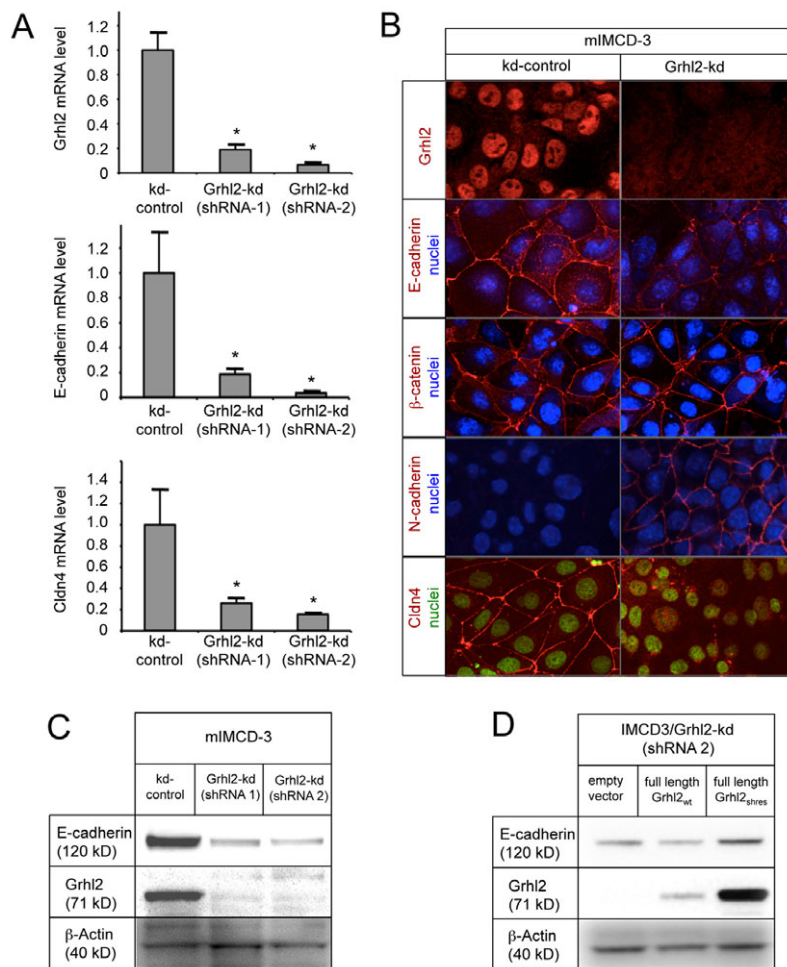 A
Grhl2 mRNA level
1.2
1.0
0.8
0.6
0.4
0.2
0
*
*
kd-control
Grhl2-kd (shRNA-1)
Grhl2-kd (shRNA-2)
E-cadherin mRNA level
1.2
1.0
0.8
0.6
0.4
0.2
0
*
*
kd-control
Grhl2-kd (shRNA-1)
Grhl2-kd (shRNA-2)
Cldn4 mRNA level
1.4
1.2
1.0
0.8
0.6
0.4
0.2
0
*
*
kd-control
Grhl2-kd (shRNA-1)
Grhl2-kd (shRNA-2)
B
mIMCD-3
kd-control
Grhl2-kd
Grhl2
E-cadherin
nuclei
β-catenin
nuclei
N-cadherin
nuclei
Cldn4
nuclei
C
mIMCD-3
kd-control
Grhl2-kd (shRNA 1)
Grhl2-kd (shRNA 2)
E-cadherin
(120 kD)
Grhl2
(71 kD)
β-Actin
(40 kD)
D
IMCD3/Grhl2-kd
(shRNA 2)
empty vector
full length Grhl2wt
full length Grhl2shres
E-cadherin
(120 kD)
Grhl2
(71 kD)
β-Actin
(40 kD)